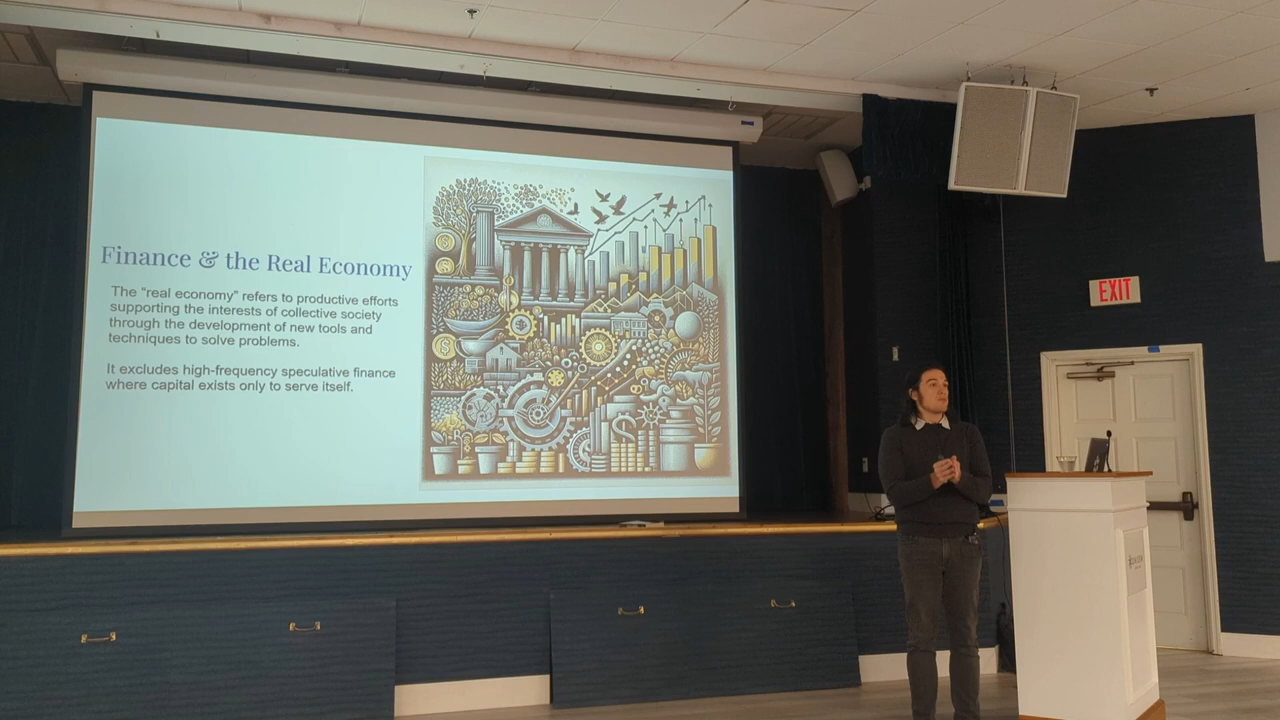 Finance & the Real Economy
The "real economy" refers to productive efforts
supporting the interests of collective society
through the development of new tools and
techniques to solve problems.
It excludes high-frequency speculative finance
where capital exists only to serve itself.
EXIT